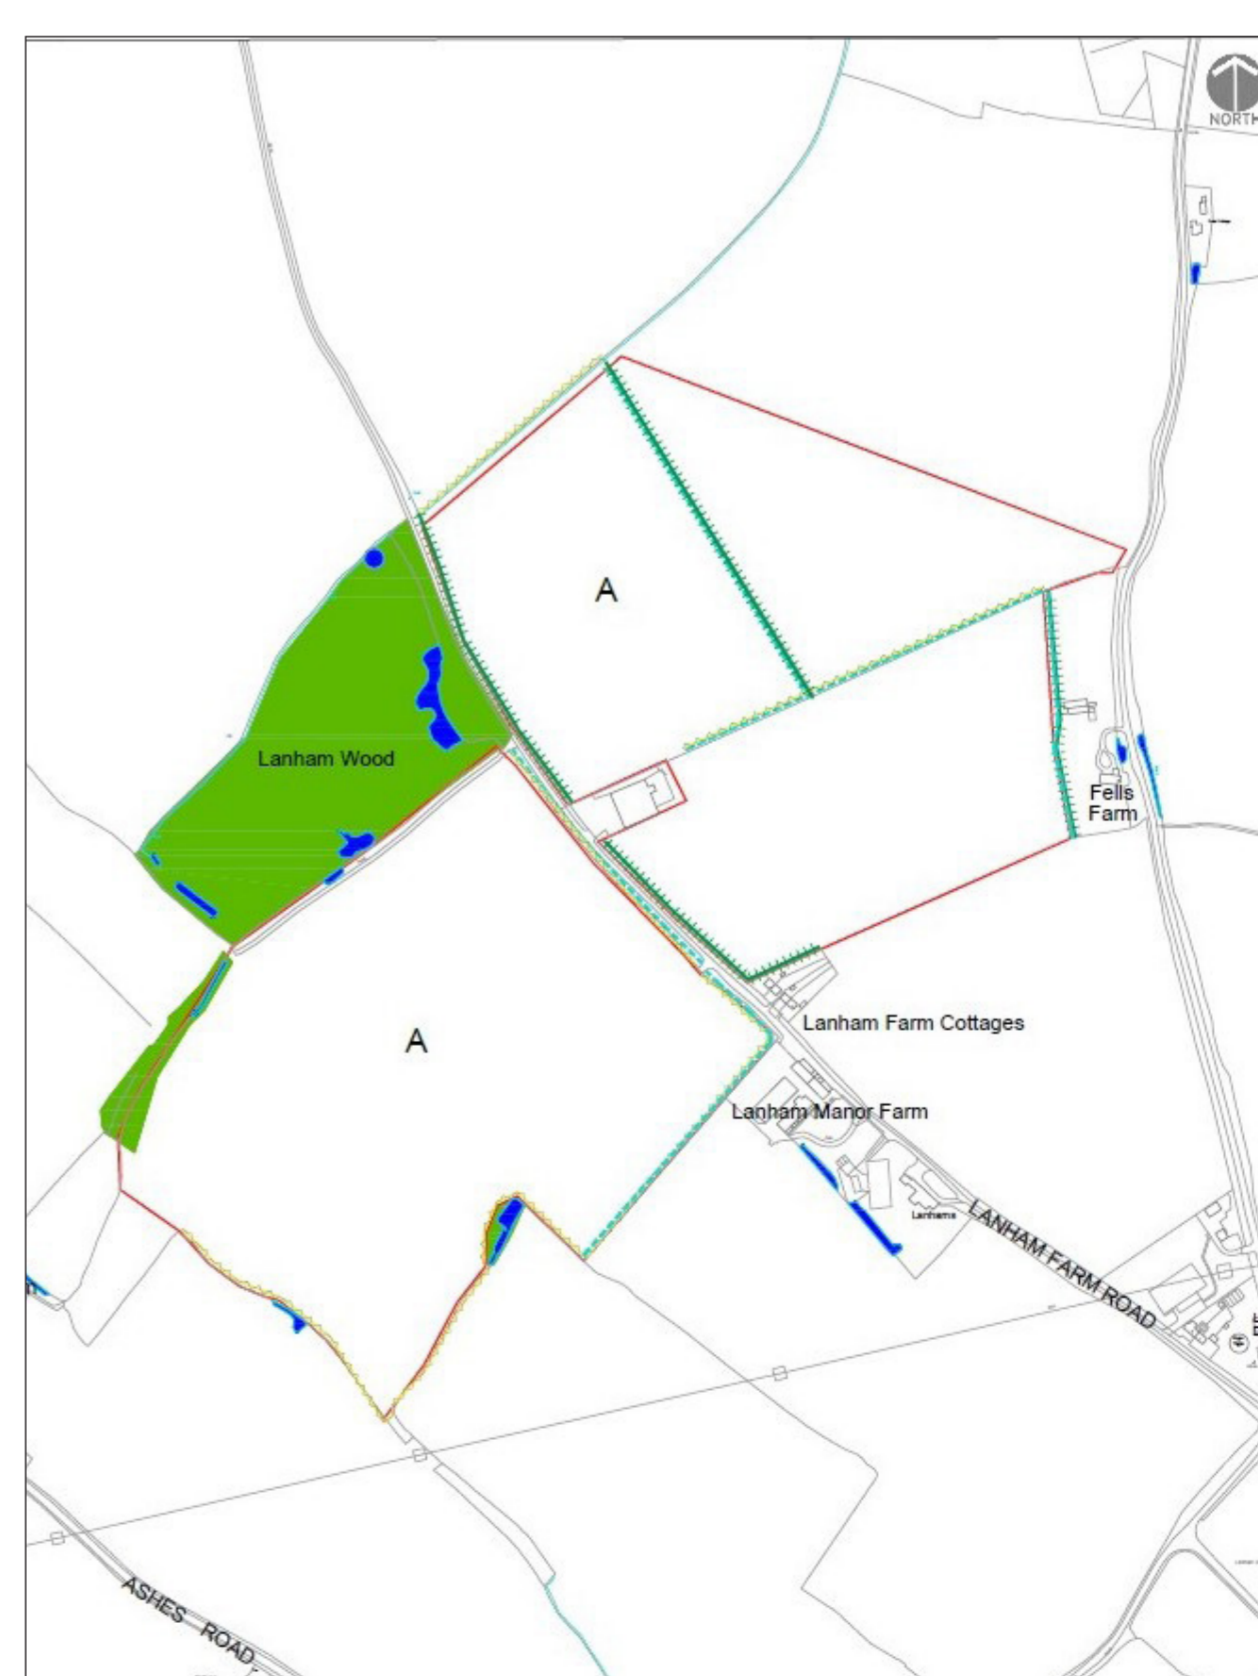 NORTH
A
Lanham Wood
Fells
Farm
Lanham Farm Cottages
A
Lanham Manor Farm
Lanhams
LANHAM FARM ROAD
ASHES ROAD